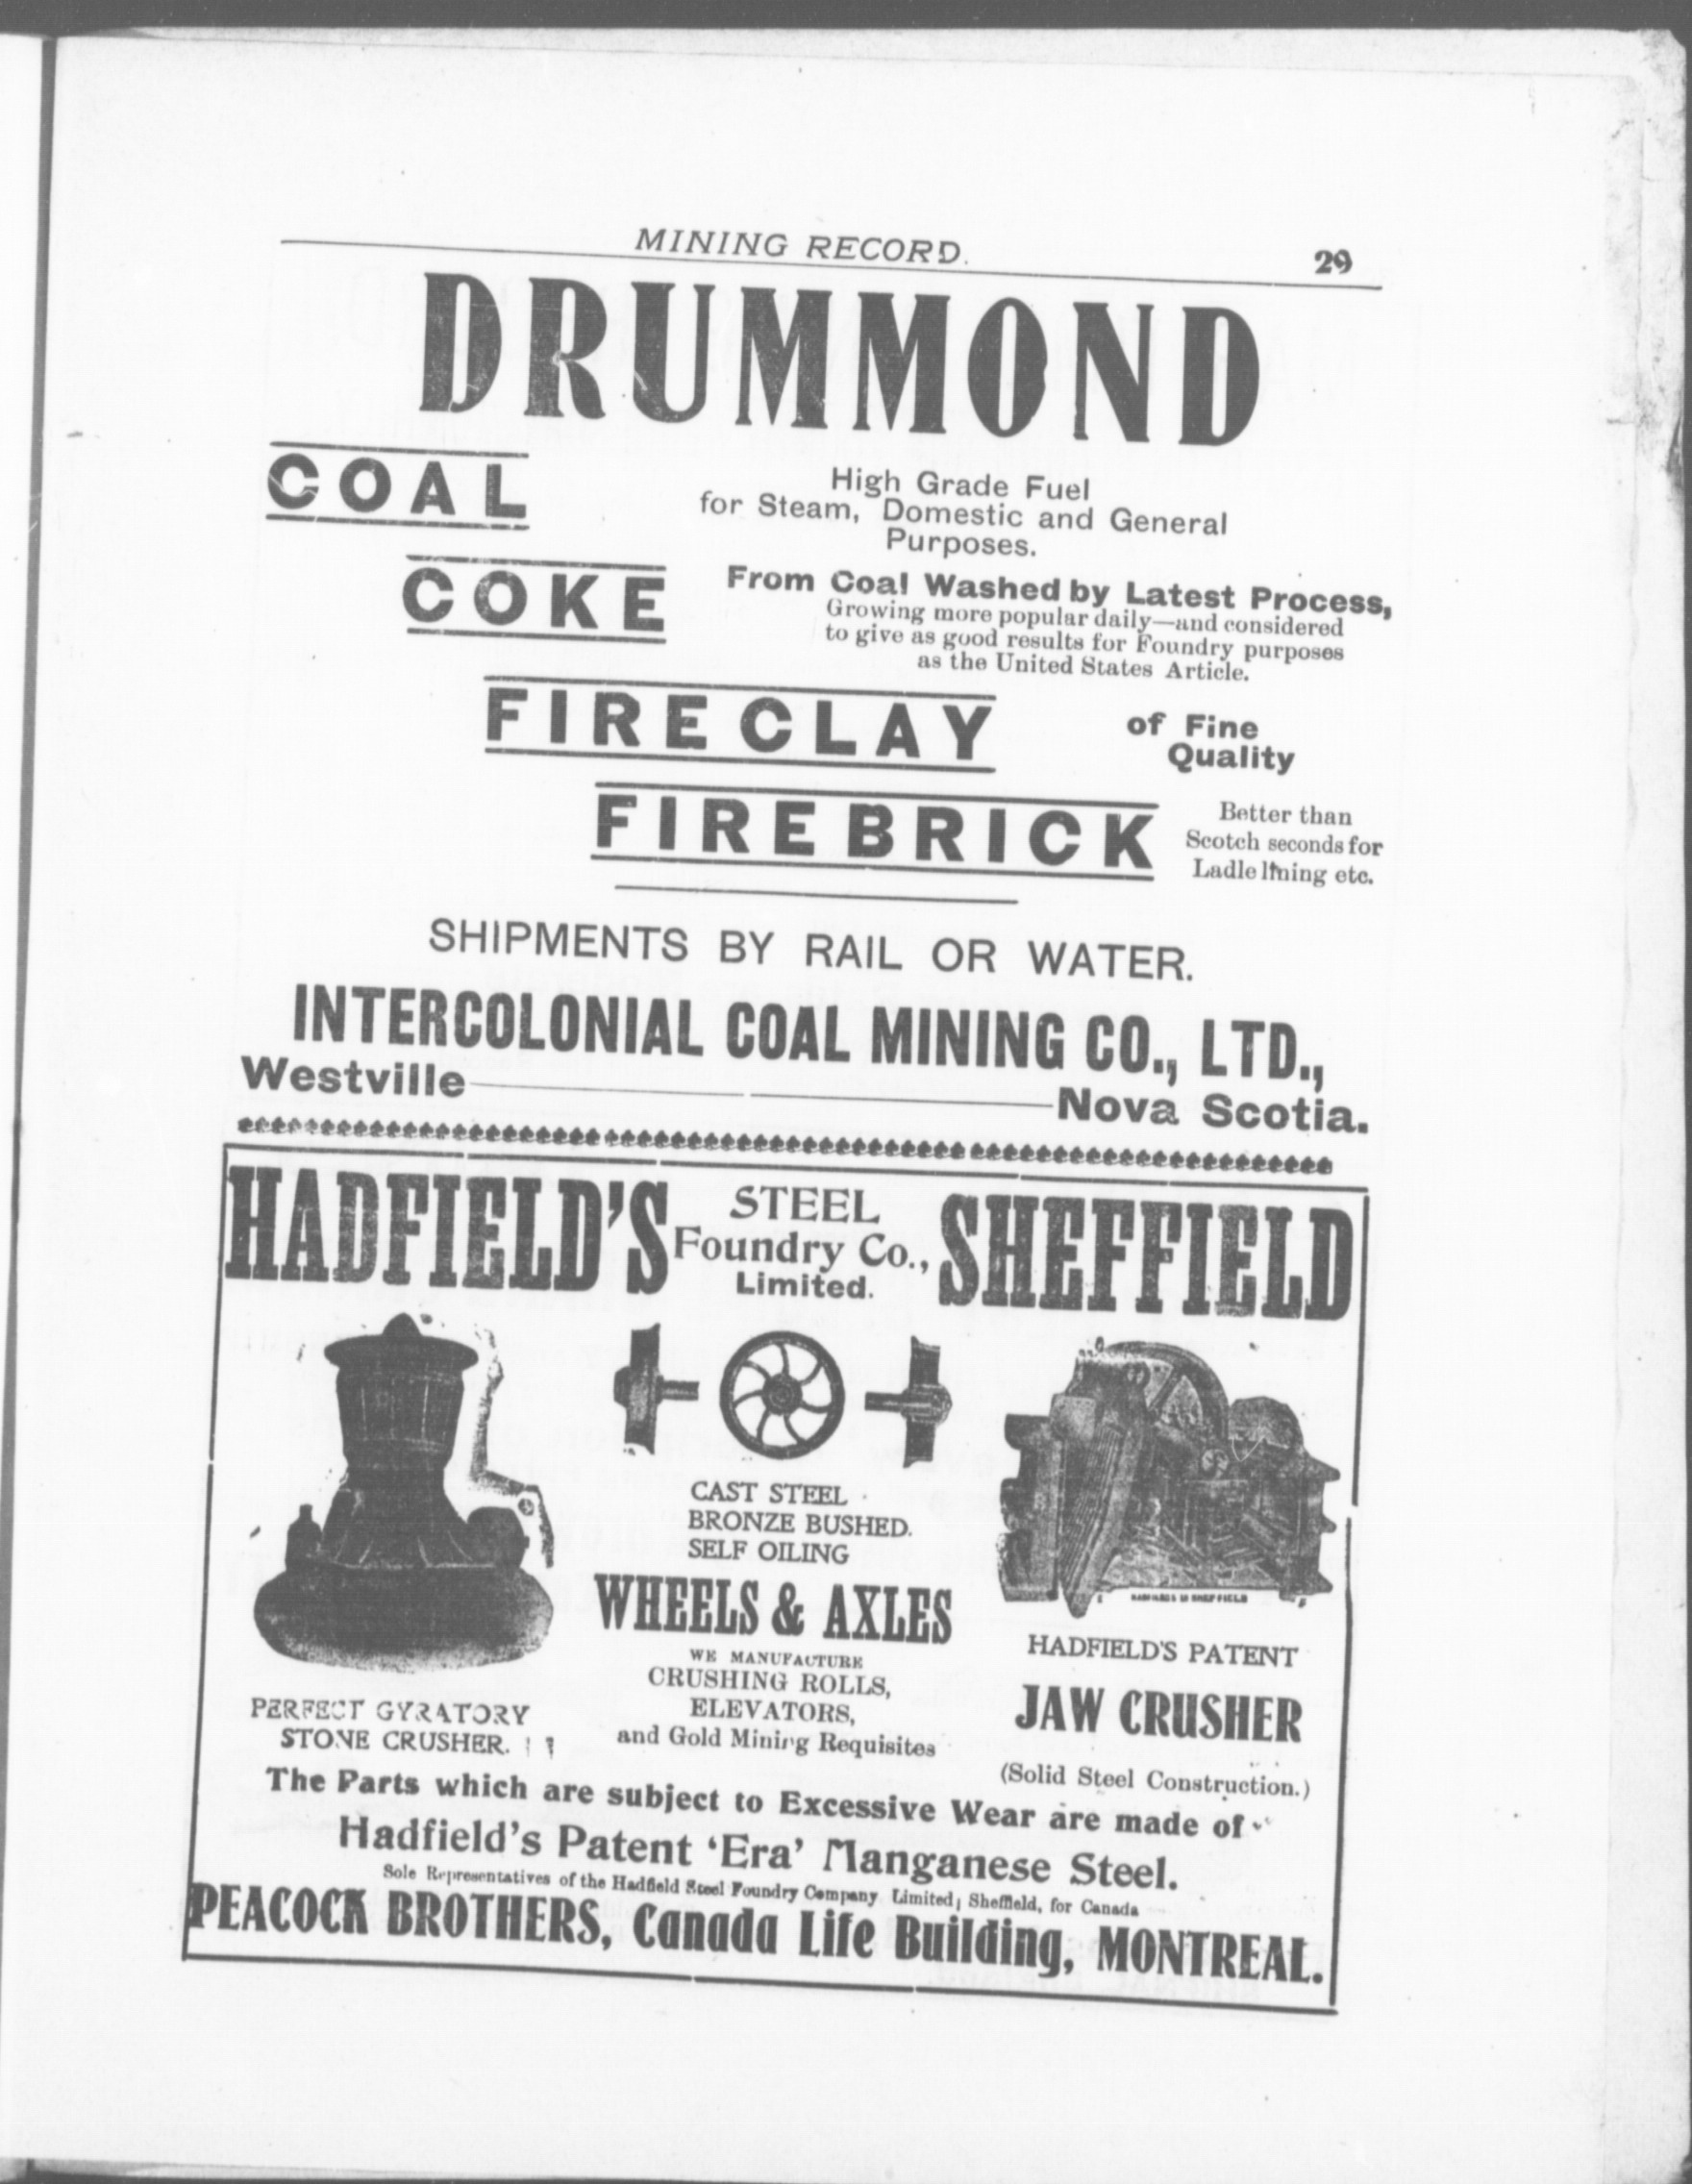 MINING RECORD.
29
DRUMMOND
COAL
High Grade Fuel
for Steam, Domestic and General
Purposes.
COKE
From Coal Washed by Latest Process,
Growing more popular daily—and considered
to give as good results for Foundry purposes
as the United States Article.
FIRECLAY
of Fine
Quality
FIREBRICK
Better than
Scotch seconds for
Ladle lining etc.
SHIPMENTS BY RAIL OR WATER.
INTERCOLONIAL COAL MINING CO., LTD.,
Westville
Nova Scotia.
HADFIELD'S
STEEL
Foundry Co.,
Limited.
SHEFFIELD
PERFECT GYRATORY
STONE CRUSHER.
CAST STEEL
BRONZE BUSHED.
SELF OILING
WHEELS & AXLES
WE MANUFACTURE
CRUSHING ROLLS,
ELEVATORS,
and Gold Mining Requisites
HADFIELD'S PATENT
JAW CRUSHER
(Solid Steel Construction.)
The Parts which are subject to Excessive Wear are made of
Hadfield's Patent 'Era' Manganese Steel.
Sole Representatives of the Hadfield Steel Foundry Company Limited; Sheffield, for Canada
PEACOCK BROTHERS, Canada Life Building, MONTREAL.